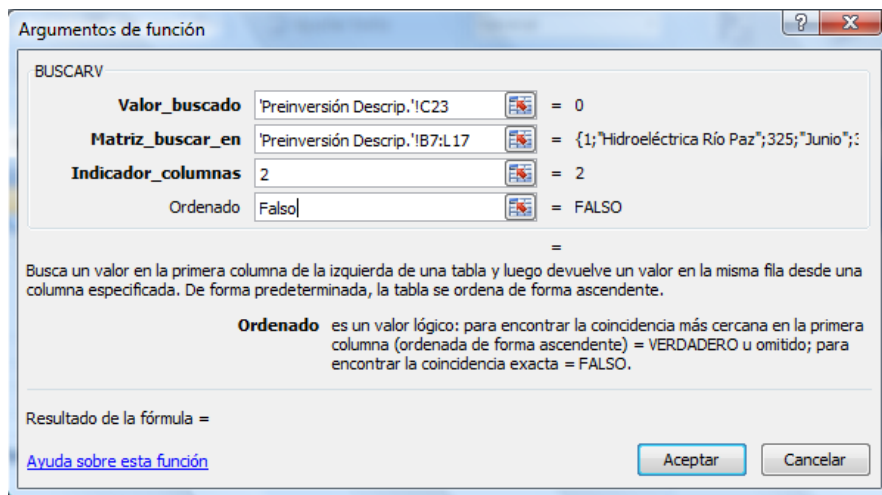 Argumentos de función
BUSCARV
Valor_buscado 'Preinversión Descrip.'!C23 = 0
Matriz_buscar_en 'Preinversión Descrip.'!B7:L17 = {1;"Hidroeléctrica Río Paz";325;"Junio";3
Indicador_columnas 2 = 2
Ordenado Falso = FALSO
=
Busca un valor en la primera columna de la izquierda de una tabla y luego devuelve un valor en la misma fila desde una
columna especificada. De forma predeterminada, la tabla se ordena de forma ascendente.
Ordenado es un valor lógico: para encontrar la coincidencia más cercana en la primera
columna (ordenada de forma ascendente) = VERDADERO u omitido; para
encontrar la coincidencia exacta = FALSO.
Resultado de la fórmula =
Ayuda sobre esta función
Aceptar Cancelar